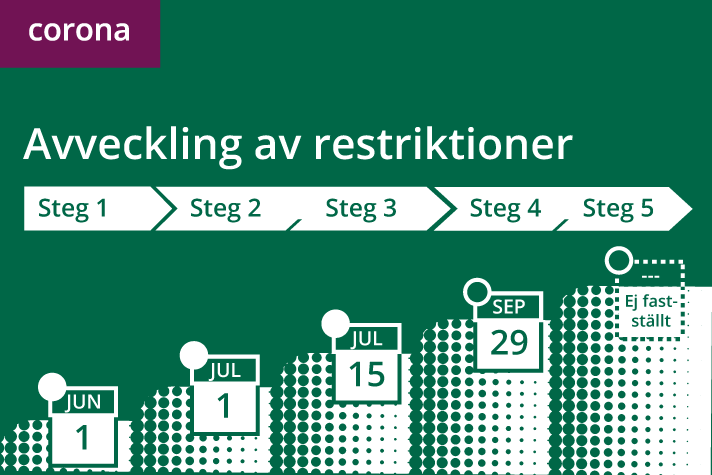 corona
Avveckling av restriktioner
Steg 1
Steg 2
Steg 3
Steg 4
Steg 5
JUN
1
JUL
1
JUL
15
SEP
29
---
Ej fast-
ställt